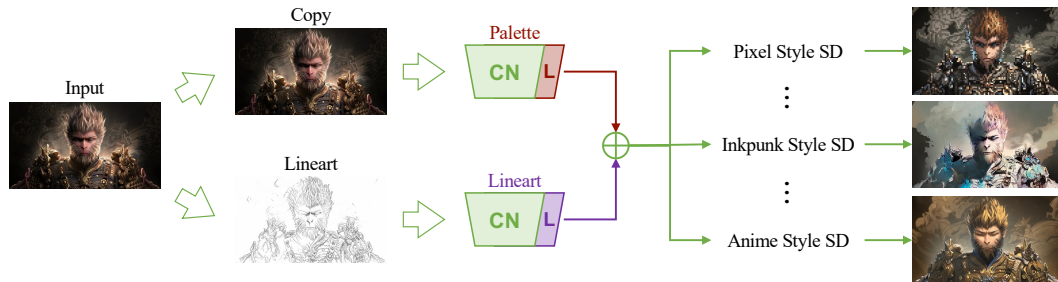 Input
Copy
Lineart
Palette
CN L
Lineart
CN L
Pixel Style SD
Inkpunk Style SD
Anime Style SD